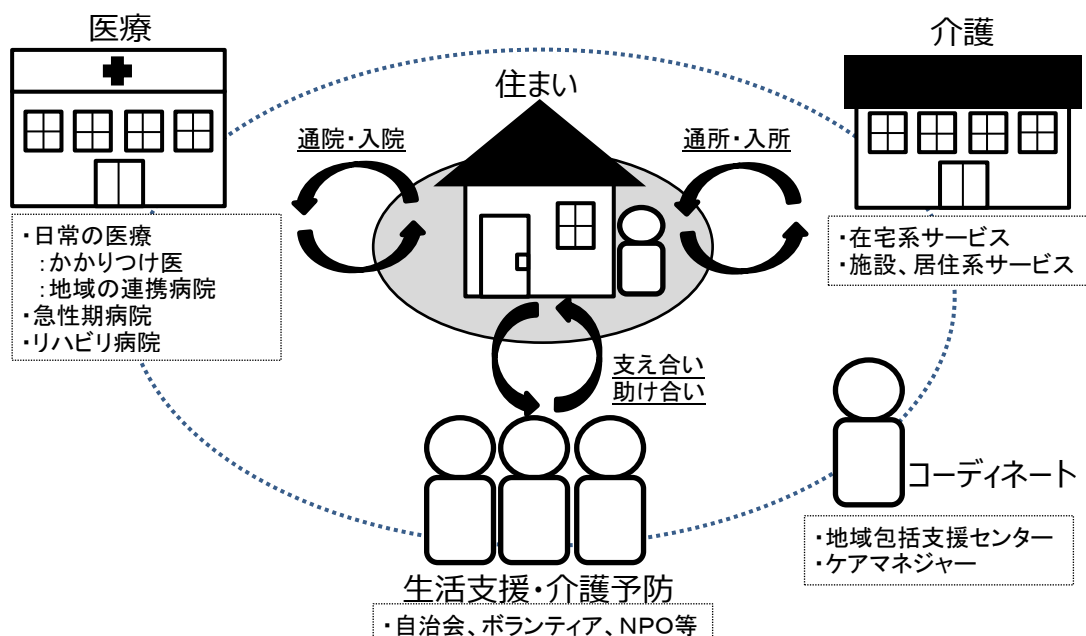 医療
介護
住まい
通院・入院
通所・入所
・日常の医療
：かかりつけ医
：地域の連携病院
・急性期病院
・リハビリ病院
・在宅系サービス
・施設、居住系サービス
支え合い
助け合い
コーディネート
・地域包括支援センター
・ケアマネジャー
生活支援・介護予防
・自治会、ボランティア、NPO等